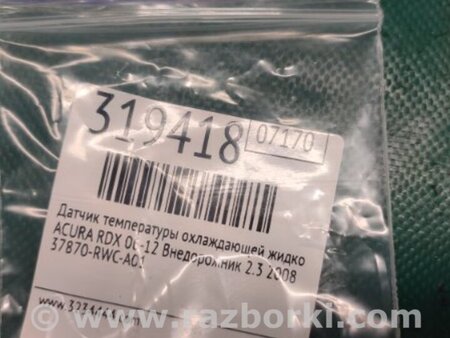 319418 07170
Датчик температуры охлаждающей жидко
ACURA RDX 06-12 Внедорожник 2.3 2008
37870-RWC-A01
www.razborki.com